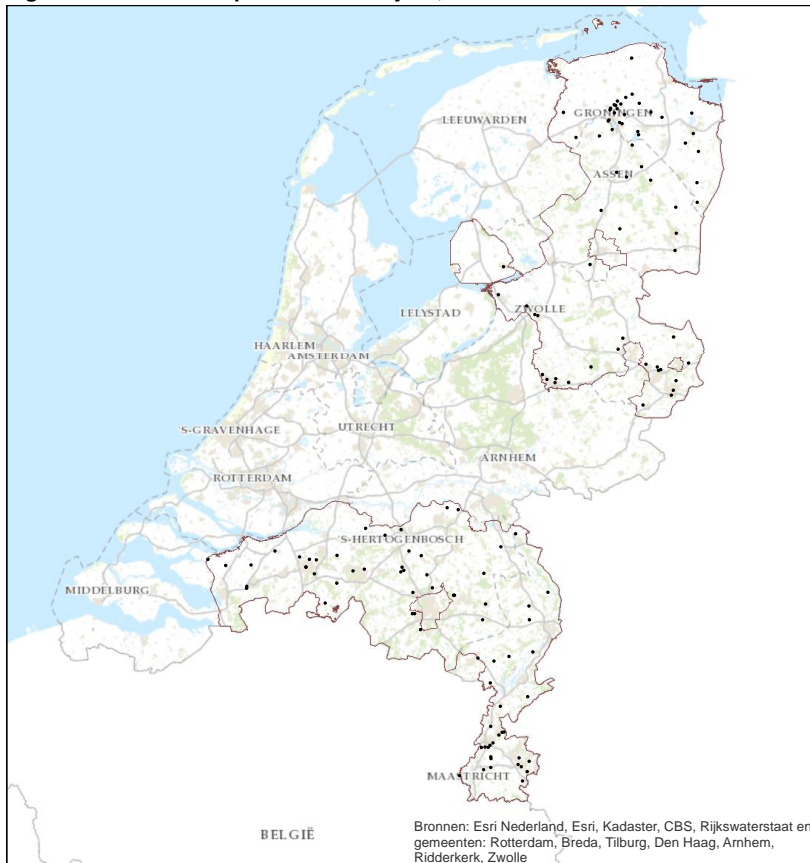 LEEUWARDEN
GRONINGEN
ASSEN
LELYSTAD
ZWOLLE
HAARLEM
AMSTERDAM
'S-GRAVENHAGE
UTRECHT
ARNHEM
ROTTERDAM
'S-HERTOGENBOSCH
MIDDELBURG
MAASTRICHT
BELGIË
Bronnen: Esri Nederland, Esri, Kadaster, CBS, Rijkswaterstaat en
gemeenten: Rotterdam, Breda, Tilburg, Den Haag, Arnhem,
Ridderkerk, Zwolle